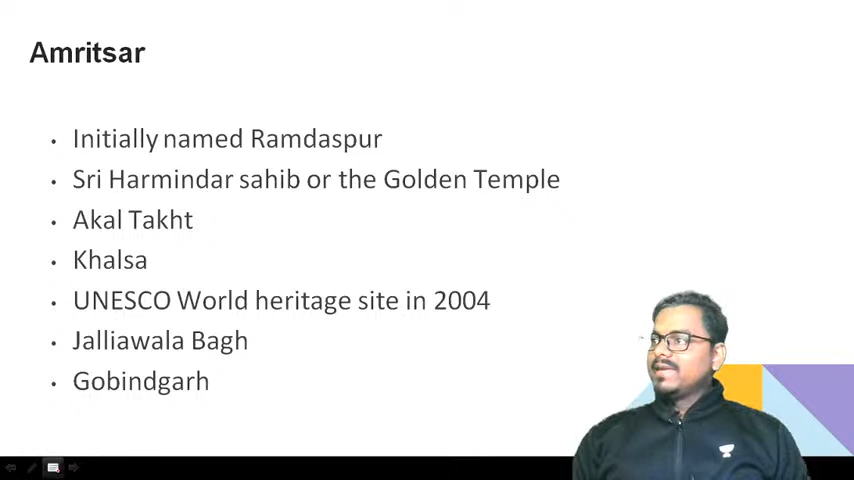 Amritsar
• Initially named Ramdaspur
• Sri Harmindar sahib or the Golden Temple
• Akal Takht
• Khalsa
• UNESCO World heritage site in 2004
• Jalliawala Bagh
• Gobindgarh